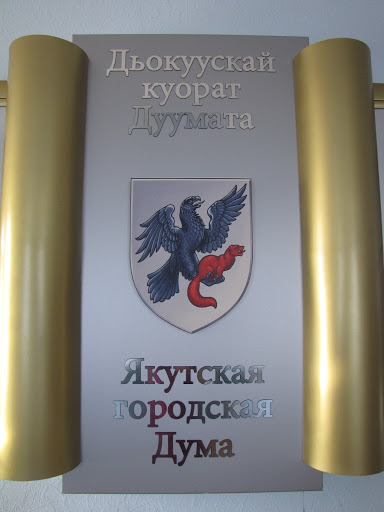 Дьокуускай
куорат
Дуумата
Якутская
городская
Дума